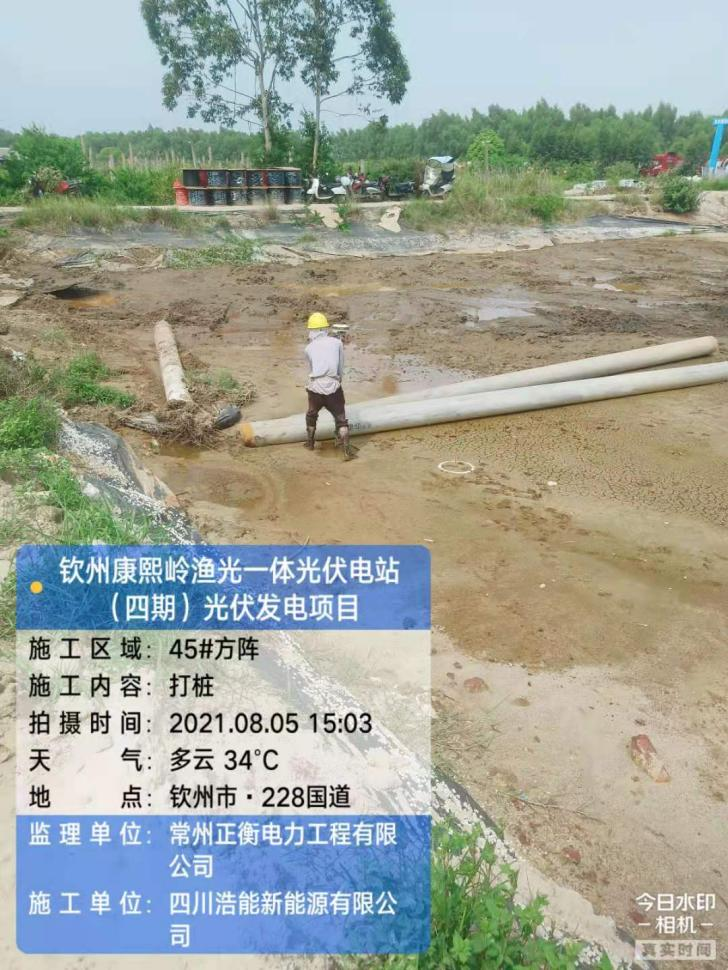 钦州康熙岭渔光一体光伏电站
（四期）光伏发电项目
施工区域：45#方阵
施工内容：打桩
拍摄时间：2021.08.05 15:03
天气：多云 34°C
地点：钦州市·228国道
监理单位：常州正衡电力工程有限
公司
施工单位：四川浩能新能源有限公
司
今日水印
-相机-
真实时间